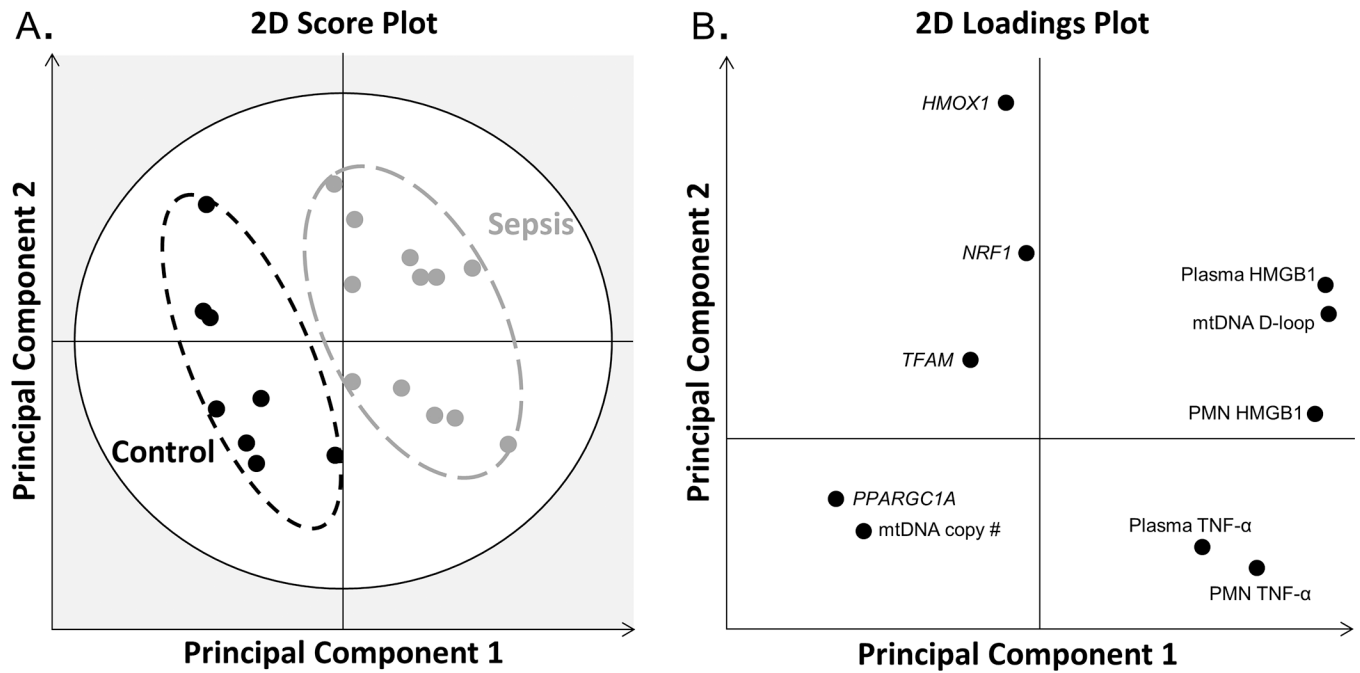 A.
2D Score Plot
Principal Component 2
Sepsis
Control
Principal Component 1
B.
2D Loadings Plot
Principal Component 2
HMOX1
NRF1
Plasma HMGB1
mtDNA D-loop
TFAM
PMN HMGB1
PPARGC1A
mtDNA copy #
Plasma TNF-α
PMN TNF-α
Principal Component 1